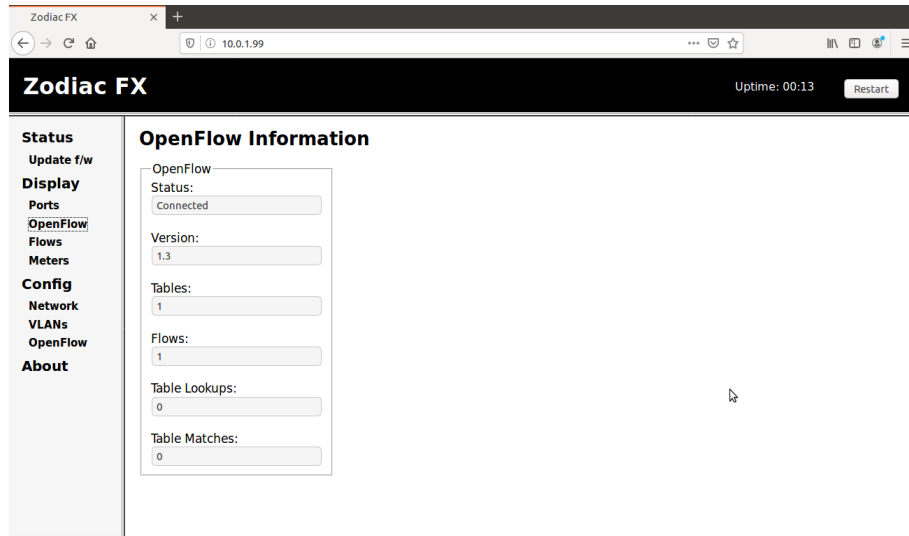 Zodiac FX
10.0.1.99
Zodiac FX
Uptime: 00:13
Restart
Status
Update f/w
Display
Ports
OpenFlow
Flows
Meters
Config
Network
VLANs
OpenFlow
About
OpenFlow Information
OpenFlow
Status:
Connected
Version:
1.3
Tables:
1
Flows:
1
Table Lookups:
0
Table Matches:
0